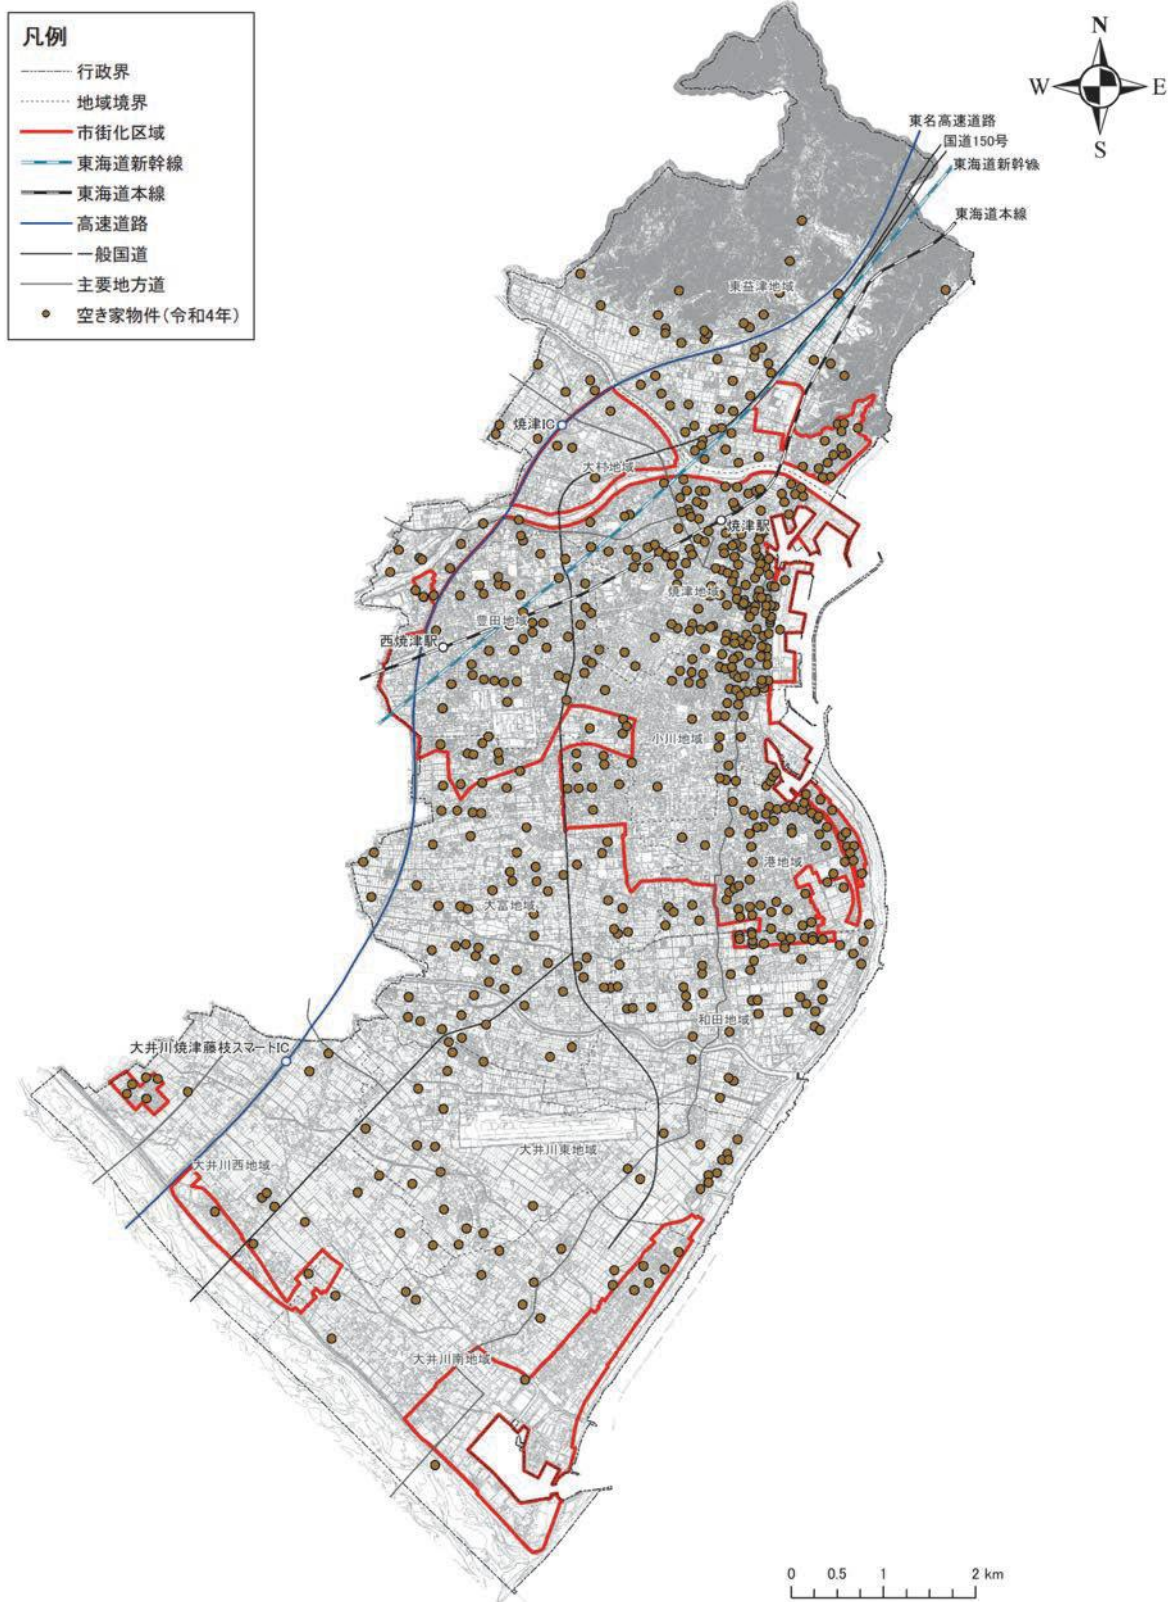 凡例
行政界
地域境界
市街化区域
東海道新幹線
東海道本線
高速道路
一般国道
主要地方道
空き家物件(令和4年)
N
W
E
S
東名高速道路
国道150号
東海道新幹線
東海道本線
東益津地域
焼津IC
大村地域
焼津駅
焼津地域
豊田地域
西焼津駅
小川地域
港地域
大富地域
和田地域
大井川焼津藤枝スマートIC
大井川東地域
大井川西地域
大井川南地域
0 0.5 1 2 km